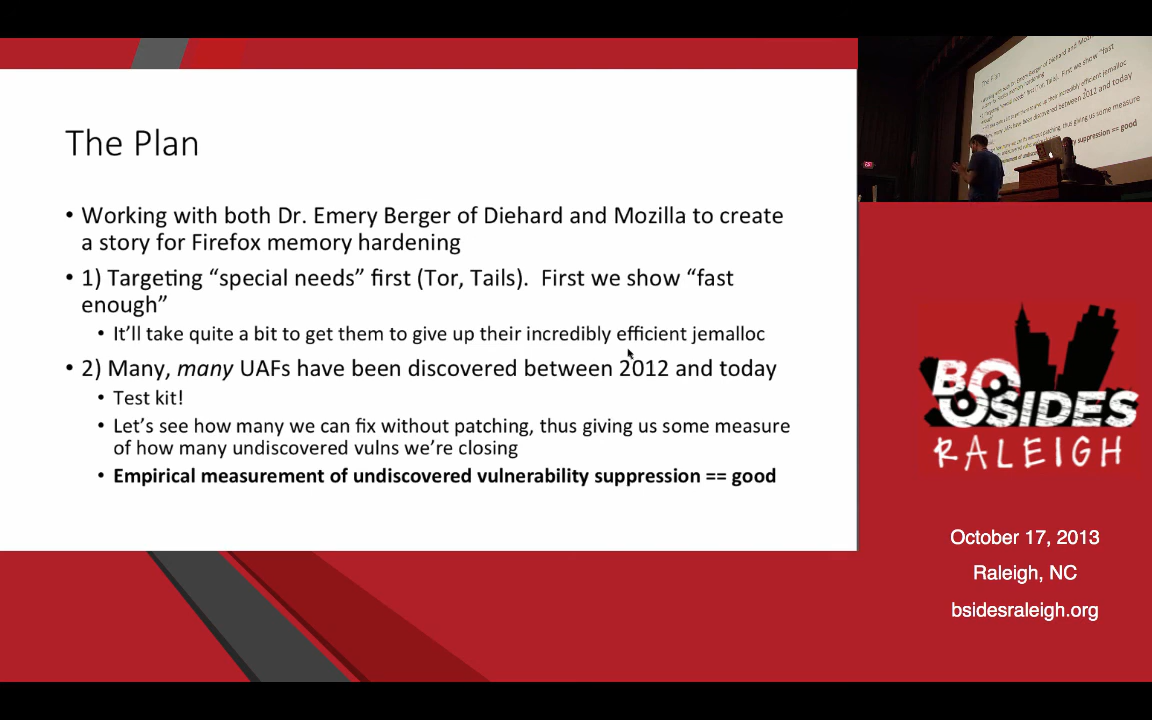 The Plan
• Working with both Dr. Emery Berger of Diehard and Mozilla to create
a story for Firefox memory hardening
• 1) Targeting “special needs” first (Tor, Tails).  First we show “fast
enough”
• It’ll take quite a bit to get them to give up their incredibly efficient jemalloc
• 2) Many, many UAFs have been discovered between 2012 and today
• Test kit!
• Let’s see how many we can fix without patching, thus giving us some measure
of how many undiscovered vulns we’re closing
• Empirical measurement of undiscovered vulnerability suppression == good
BSIDES
RALEIGH
October 17, 2013
Raleigh, NC
bsidesraleigh.org